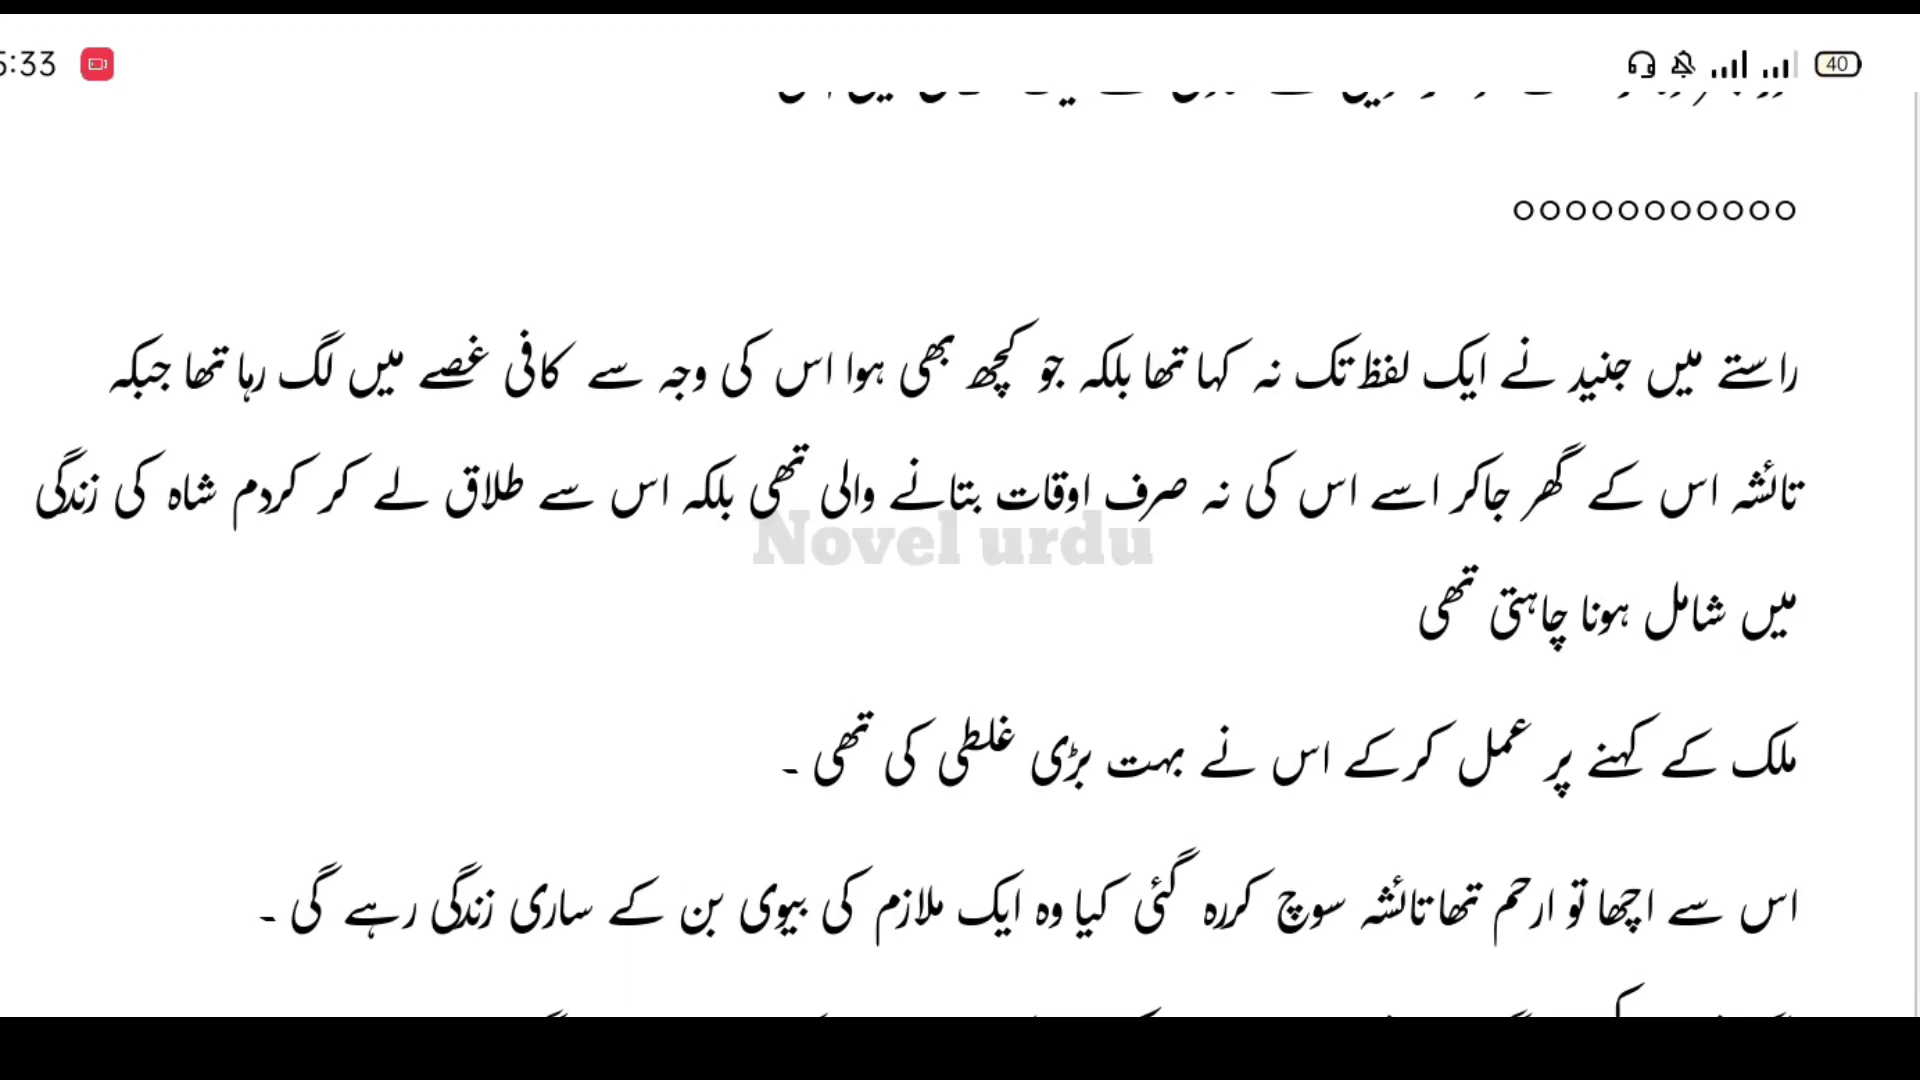 5:33
40
○○○○○○○○○○○
راستے میں جنید نے ایک لفظ تک نہ کہا تھا بلکہ جو کچھ بھی ہوا اس کی وجہ سے کافی غصے میں لگ رہا تھا جبکہ
تائشہ اس کے گھر جاکر اسے اس کی نہ صرف اوقات بتانے والی تھی بلکہ اس سے طلاق لے کر کردم شاہ کی زندگی
Novel urdu
میں شامل ہونا چاہتی تھی
ملک کے کہنے پر عمل کرکے اس نے بہت بڑی غلطی کی تھی ۔
اس سے اچھا تو ارحم تھا تائشہ سوچ کررہ گئی کیا وہ ایک ملازم کی بیوی بن کے ساری زندگی رہے گی ۔